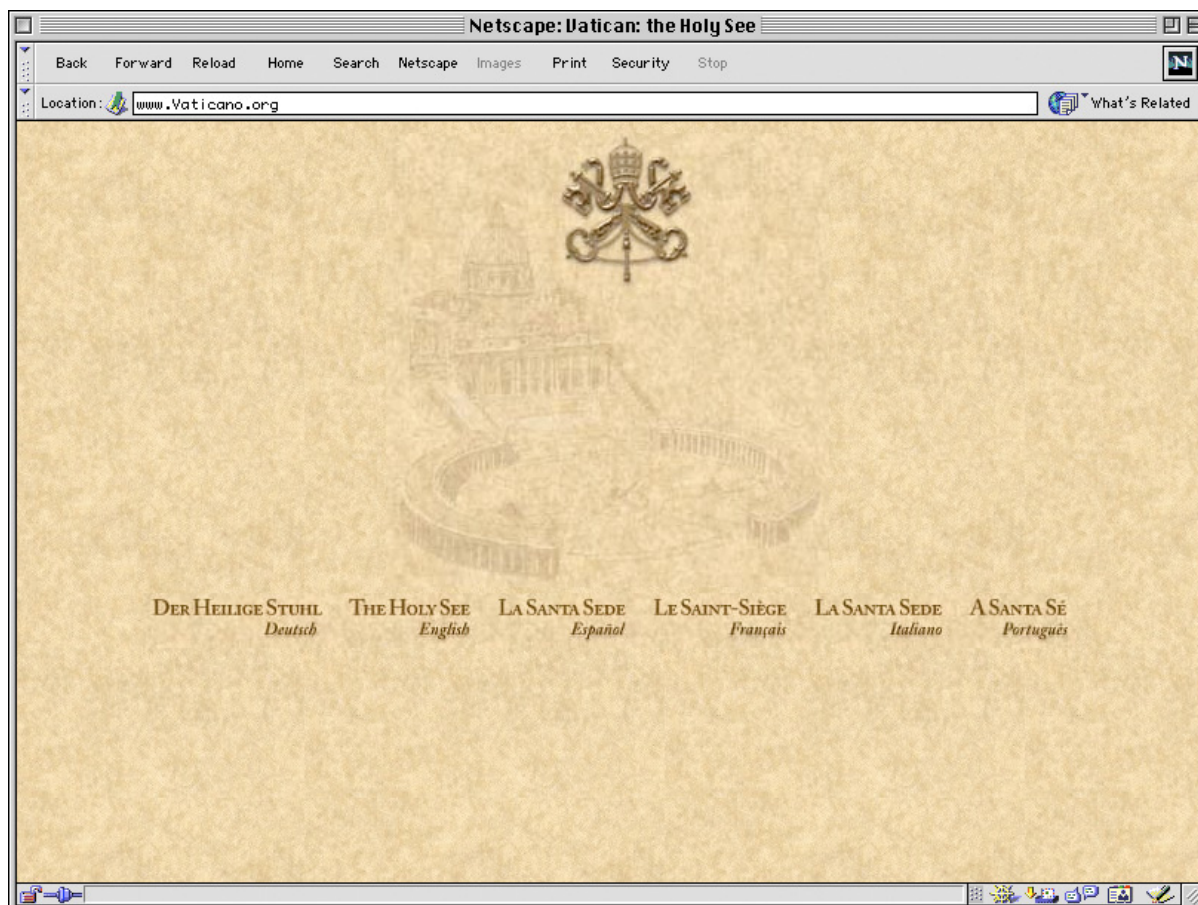 Netscape: Vatican: the Holy See
Back Forward Reload Home Search Netscape Images Print Security Stop
N
Location: www.Vaticano.org What's Related
DER HEILIGE STUHL THE HOLY SEE LA SANTA SEDE LE SAINT-SIÈGE LA SANTA SEDE A SANTA SÉ
Deutsch English Español Français Italiano Português